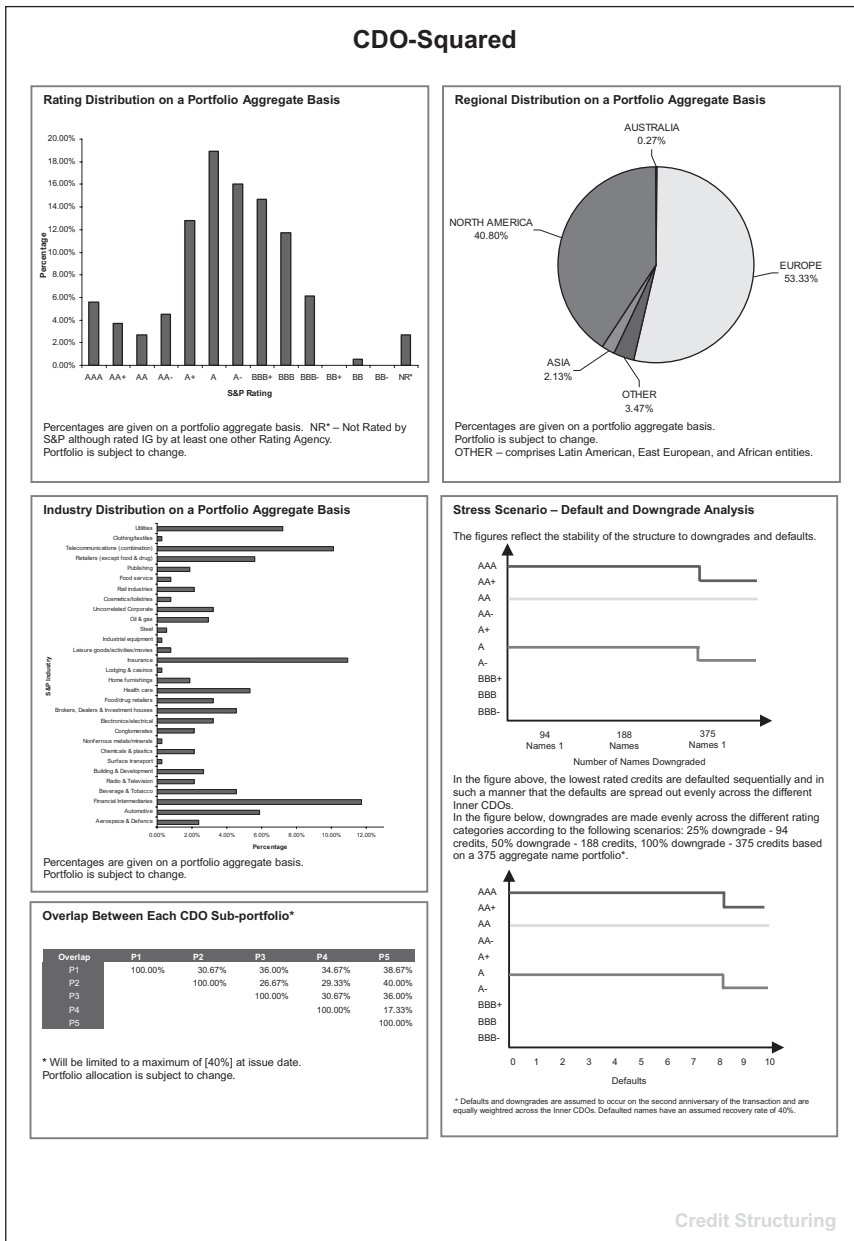 CDO-Squared
Rating Distribution on a Portfolio Aggregate Basis
20.00%
18.00%
16.00%
14.00%
12.00%
10.00%
8.00%
6.00%
4.00%
2.00%
0.00%
Percentage
AAA AA+ AA AA- A+ A A- BBB+ BBB BBB- BB+ BB BB- NR*
S&P Rating
Percentages are given on a portfolio aggregate basis. NR* – Not Rated by
S&P although rated IG by at least one other Rating Agency.
Portfolio is subject to change.
Regional Distribution on a Portfolio Aggregate Basis
AUSTRALIA
0.27%
NORTH AMERICA
40.80%
EUROPE
53.33%
ASIA
2.13%
OTHER
3.47%
Percentages are given on a portfolio aggregate basis.
Portfolio is subject to change.
OTHER – comprises Latin American, East European, and African entities.
Industry Distribution on a Portfolio Aggregate Basis
S&P Industry
Utilities
Clothing/textiles
Telecommunications (combination)
Retailers (except food & drug)
Publishing
Food service
Rail industries
Cosmetics/toiletries
Uncorrelated Corporate
Oil & gas
Steel
Industrial equipment
Leisure goods/activities/movies
Insurance
Lodging & casinos
Home furnishings
Health care
Food/drug retailers
Brokers, Dealers & Investment houses
Electronics/electrical
Conglomerates
Nonferrous metals/minerals
Chemicals & plastics
Surface transport
Building & Development
Radio & Television
Beverage & Tobacco
Financial Intermediaries
Automotive
Aerospace & Defence
0.00% 2.00% 4.00% 6.00% 8.00% 10.00% 12.00%
Percentage
Percentages are given on a portfolio aggregate basis.
Portfolio is subject to change.
Overlap Between Each CDO Sub-portfolio*
Overlap P1 P2 P3 P4 P5
P1 100.00% 30.67% 36.00% 34.67% 38.67%
P2 100.00% 26.67% 29.33% 40.00%
P3 100.00% 30.67% 36.00%
P4 100.00% 17.33%
P5 100.00%
* Will be limited to a maximum of [40%] at issue date.
Portfolio allocation is subject to change.
Stress Scenario – Default and Downgrade Analysis
The figures reflect the stability of the structure to downgrades and defaults.
AAA
AA+
AA
AA-
A+
A
A-
BBB+
BBB
BBB-
94 188 375
Names 1 Names Names 1
Number of Names Downgraded
In the figure above, the lowest rated credits are defaulted sequentially and in
such a manner that the defaults are spread out evenly across the different
Inner CDOs.
In the figure below, downgrades are made evenly across the different rating
categories according to the following scenarios: 25% downgrade - 94
credits, 50% downgrade - 188 credits, 100% downgrade - 375 credits based
on a 375 aggregate name portfolio*.
AAA
AA+
AA
AA-
A+
A
A-
BBB+
BBB
BBB-
0 1 2 3 4 5 6 7 8 9 10
Defaults
* Defaults and downgrades are assumed to occur on the second anniversary of the transaction and are
equally weightred across the Inner CDOs. Defaulted names have an assumed recovery rate of 40%.
Credit Structuring